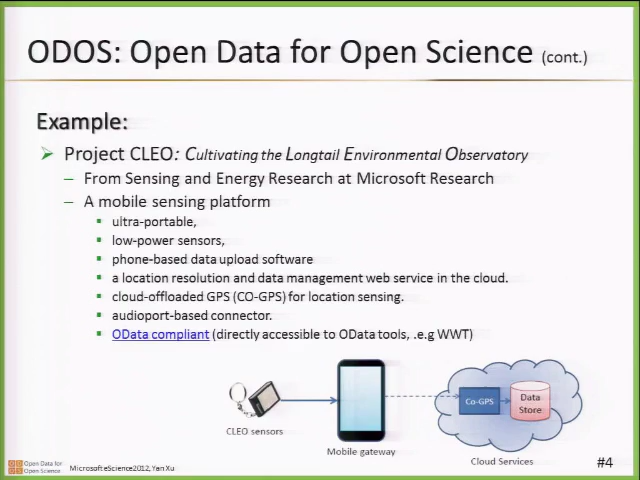 ODOS: Open Data for Open Science (cont.)
Example:
Project CLEO: Cultivating the Longtail Environmental Observatory
– From Sensing and Energy Research at Microsoft Research
– A mobile sensing platform
ultra-portable,
low-power sensors,
phone-based data upload software
a location resolution and data management web service in the cloud.
cloud-offloaded GPS (CO-GPS) for location sensing.
audioport-based connector.
OData compliant (directly accessible to OData tools, .e.g WWT)
CLEO sensors
Mobile gateway
Co-GPS
Data
Store
Cloud Services
Open Data for
Open Science
Microsoft eScience2012, Yan Xu
#4